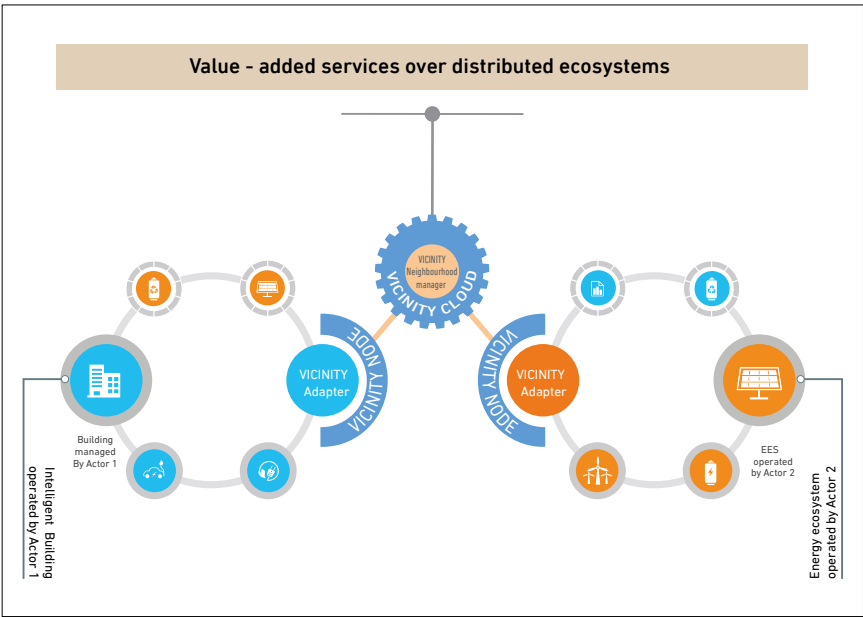 Value - added services over distributed ecosystems
VICINITY
Neighbourhood
manager
VICINITY CLOUD
VICINITY NODE
VICINITY
Adapter
VICINITY NODE
VICINITY
Adapter
Building
managed
By Actor 1
EES
operated
by Actor 2
Intelligent Building
operated by Actor 1
Energy ecosystem
operated by Actor 2